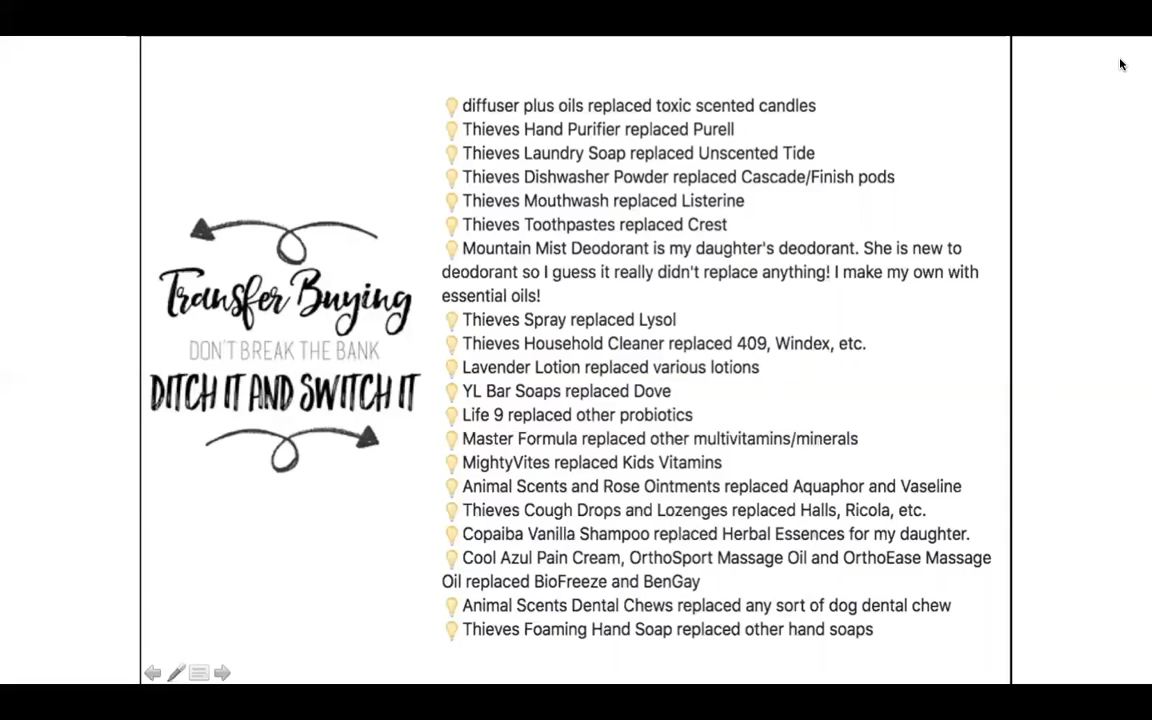 Transfer Buying
DON'T BREAK THE BANK
DITCH IT AND SWITCH IT
diffuser plus oils replaced toxic scented candles
Thieves Hand Purifier replaced Purell
Thieves Laundry Soap replaced Unscented Tide
Thieves Dishwasher Powder replaced Cascade/Finish pods
Thieves Mouthwash replaced Listerine
Thieves Toothpastes replaced Crest
Mountain Mist Deodorant is my daughter's deodorant. She is new to
deodorant so I guess it really didn't replace anything! I make my own with
essential oils!
Thieves Spray replaced Lysol
Thieves Household Cleaner replaced 409, Windex, etc.
Lavender Lotion replaced various lotions
YL Bar Soaps replaced Dove
Life 9 replaced other probiotics
Master Formula replaced other multivitamins/minerals
MightyVites replaced Kids Vitamins
Animal Scents and Rose Ointments replaced Aquaphor and Vaseline
Thieves Cough Drops and Lozenges replaced Halls, Ricola, etc.
Copaiba Vanilla Shampoo replaced Herbal Essences for my daughter.
Cool Azul Pain Cream, OrthoSport Massage Oil and OrthoEase Massage
Oil replaced BioFreeze and BenGay
Animal Scents Dental Chews replaced any sort of dog dental chew
Thieves Foaming Hand Soap replaced other hand soaps